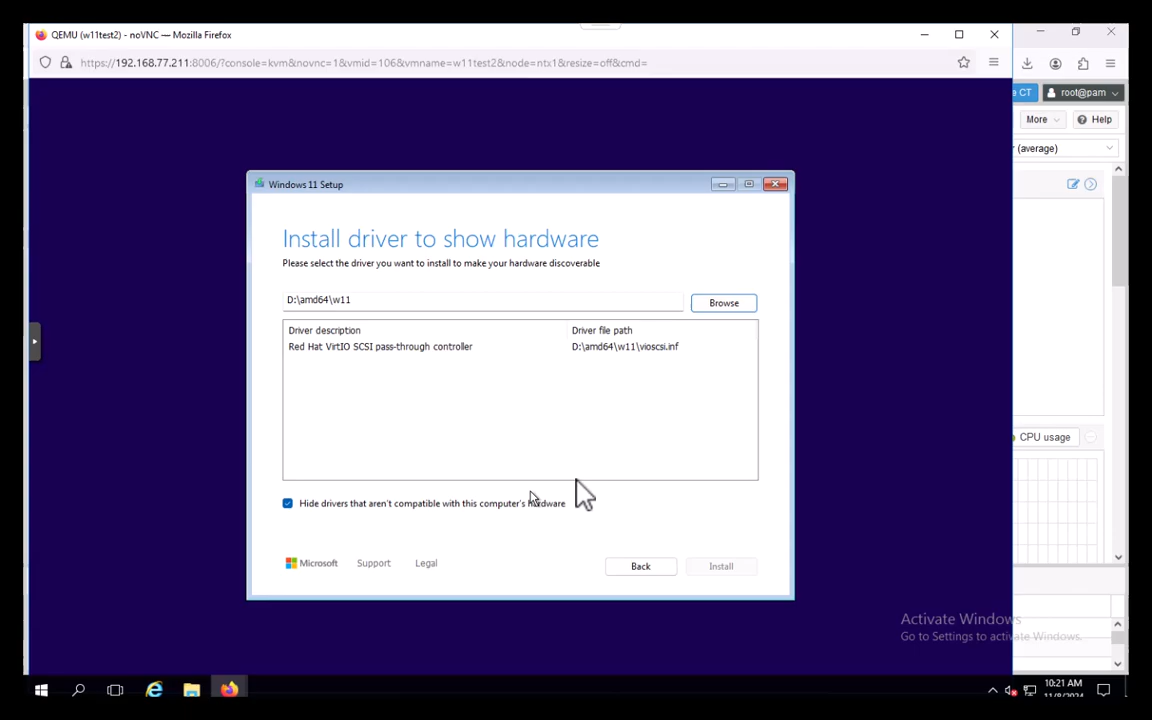 QEMU (w11test2) - noVNC — Mozilla Firefox
https://192.168.77.211:8006/?console=kvm&novnc=1&vmid=106&vmname=w11test2&node=ntx1&resize=off&cmd=
e CT
root@pam
More
Help
r (average)
Windows 11 Setup
Install driver to show hardware
Please select the driver you want to install to make your hardware discoverable
D:\amd64\w11
Browse
Driver description Driver file path
Red Hat VirtIO SCSI pass-through controller D:\amd64\w11\vioscsi.inf
CPU usage
Hide drivers that aren't compatible with this computer's hardware
Microsoft Support Legal
Back
Install
Activate Windows
Go to Settings to activate Windows.
10:21 AM
11/8/2024